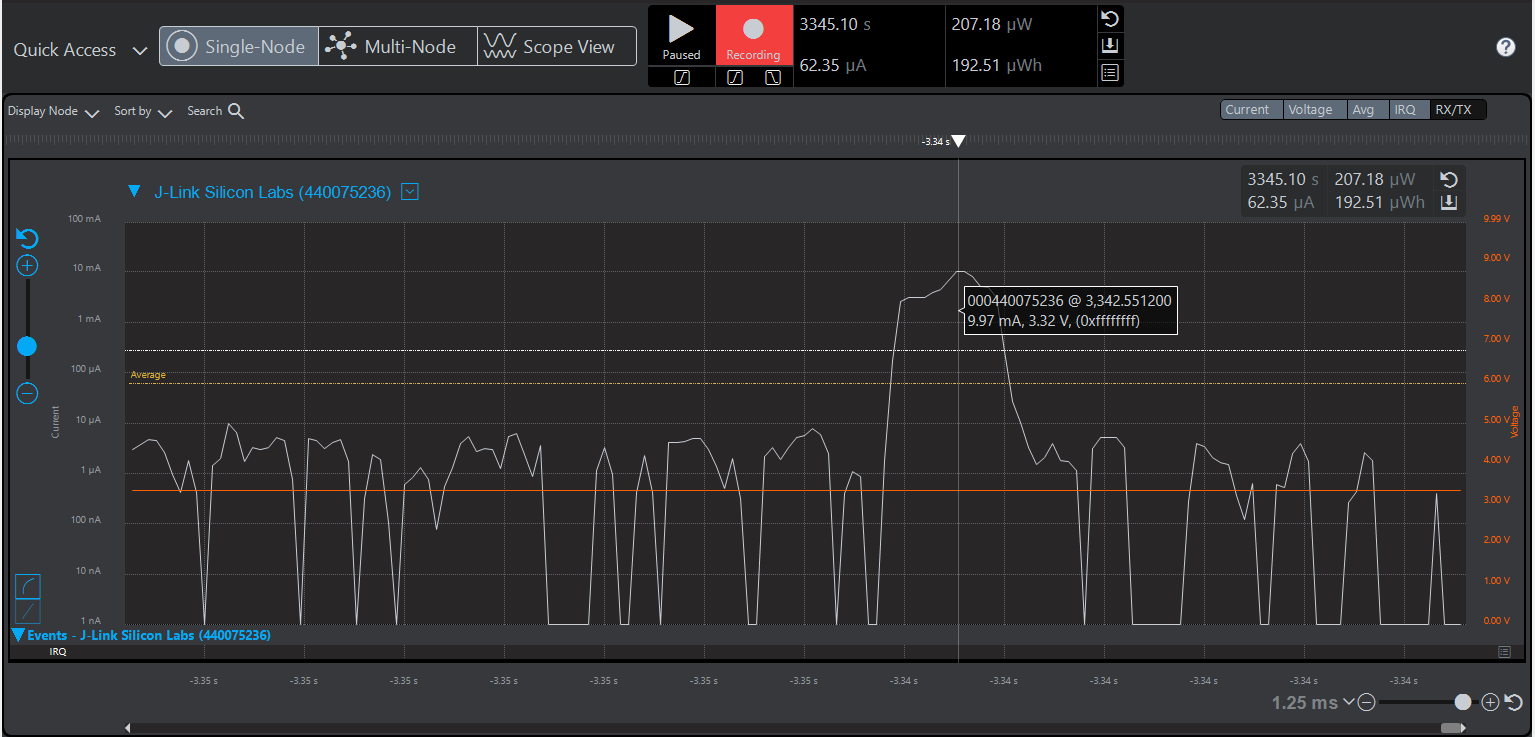 Quick Access
Single-Node
Multi-Node
Scope View
Paused
Recording
3345.10 s
207.18 µW
62.35 µA
192.51 µWh
Display Node
Sort by
Search
Current
Voltage
Avg
IRQ
RX/TX
-3.34 s
J-Link Silicon Labs (440075236)
3345.10 s
207.18 µW
62.35 µA
192.51 µWh
100 mA
10 mA
1 mA
100 µA
10 µA
1 µA
100 nA
10 nA
1 nA
Current
Average
000440075236 @ 3,342.551200
9.97 mA, 3.32 V, (0xffffffff)
9.99 V
9.00 V
8.00 V
7.00 V
6.00 V
5.00 V
4.00 V
3.00 V
2.00 V
1.00 V
0.00 V
Voltage
Events - J-Link Silicon Labs (440075236)
IRQ
-3.35 s
-3.35 s
-3.35 s
-3.35 s
-3.35 s
-3.35 s
-3.35 s
-3.34 s
-3.34 s
-3.34 s
-3.34 s
-3.34 s
-3.34 s
1.25 ms